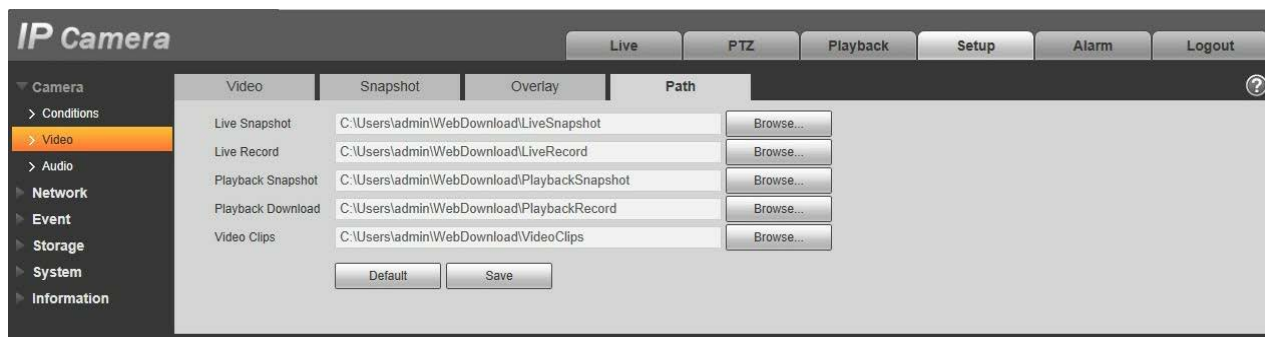 IP Camera
Live PTZ Playback Setup Alarm Logout
Camera Video Snapshot Overlay Path ?
> Conditions
> Video
> Audio
Network
Event
Storage
System
Information
Live Snapshot C:\Users\admin\WebDownload\LiveSnapshot Browse...
Live Record C:\Users\admin\WebDownload\LiveRecord Browse...
Playback Snapshot C:\Users\admin\WebDownload\PlaybackSnapshot Browse...
Playback Download C:\Users\admin\WebDownload\PlaybackRecord Browse...
Video Clips C:\Users\admin\WebDownload\VideoClips Browse...
Default Save